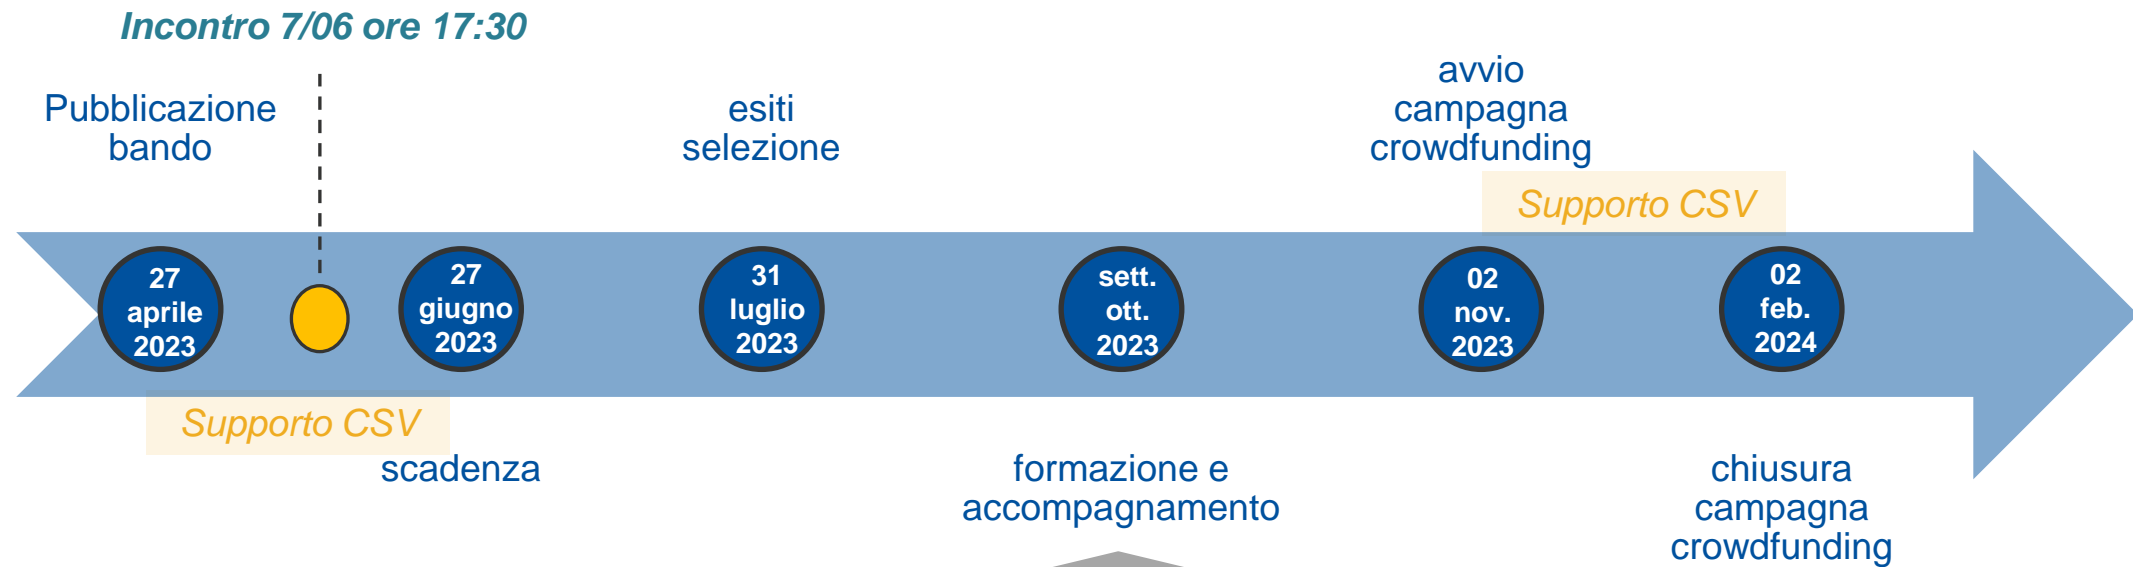 Incontro 7/06 ore 17:30
Pubblicazione
bando
esiti
selezione
avvio
campagna
crowdfunding
Supporto CSV
27
aprile
2023
27
giugno
2023
31
luglio
2023
sett.
ott.
2023
02
nov.
2023
02
feb.
2024
Supporto CSV
scadenza
formazione e
accompagnamento
chiusura
campagna
crowdfunding